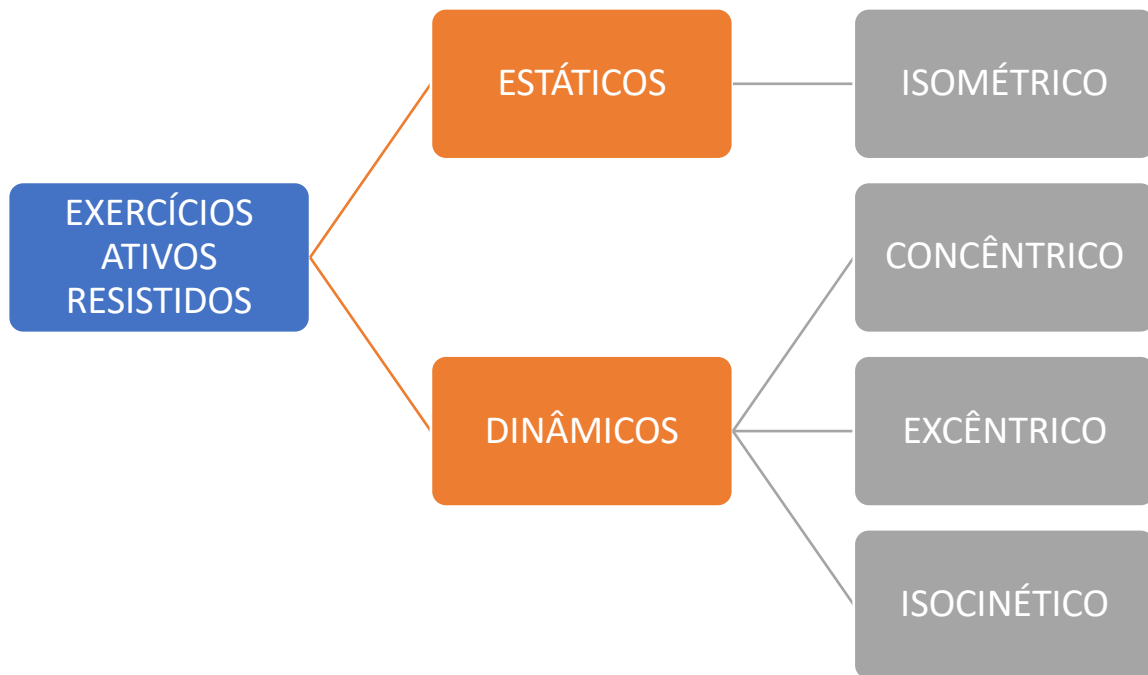 EXERCÍCIOS
ATIVOS
RESISTIDOS
ESTÁTICOS
ISOMÉTRICO
DINÂMICOS
CONCÊNTRICO
EXCÊNTRICO
ISOCINÉTICO